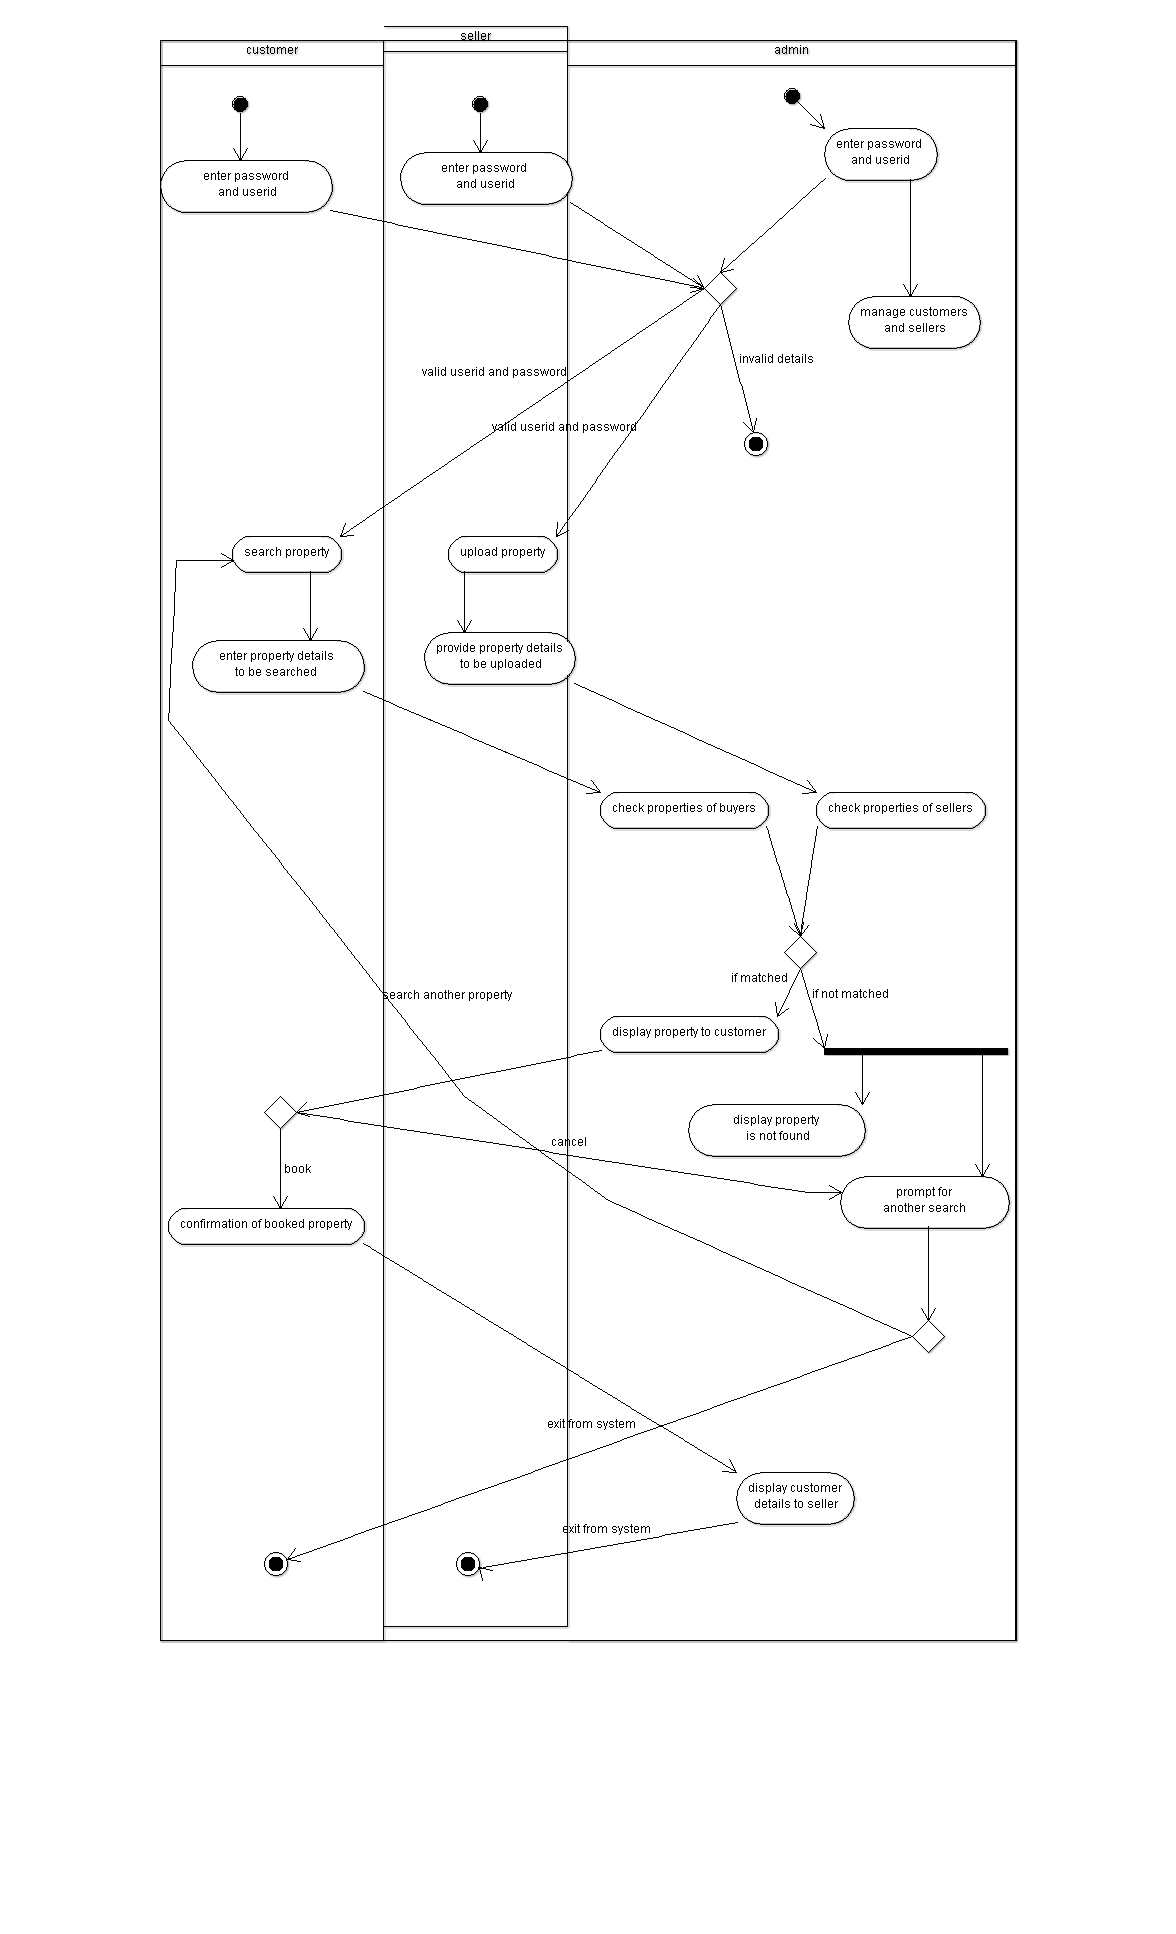 seller
customer
admin
enter password
and userid
enter password
and userid
enter password
and userid
manage customers
and sellers
invalid details
valid userid and password
valid userid and password
search property
upload property
enter property details
to be searched
provide property details
to be uploaded
check properties of buyers
check properties of sellers
if matched
if not matched
search another property
display property to customer
display property
is not found
cancel
book
prompt for
another search
confirmation of booked property
exit from system
display customer
details to seller
exit from system